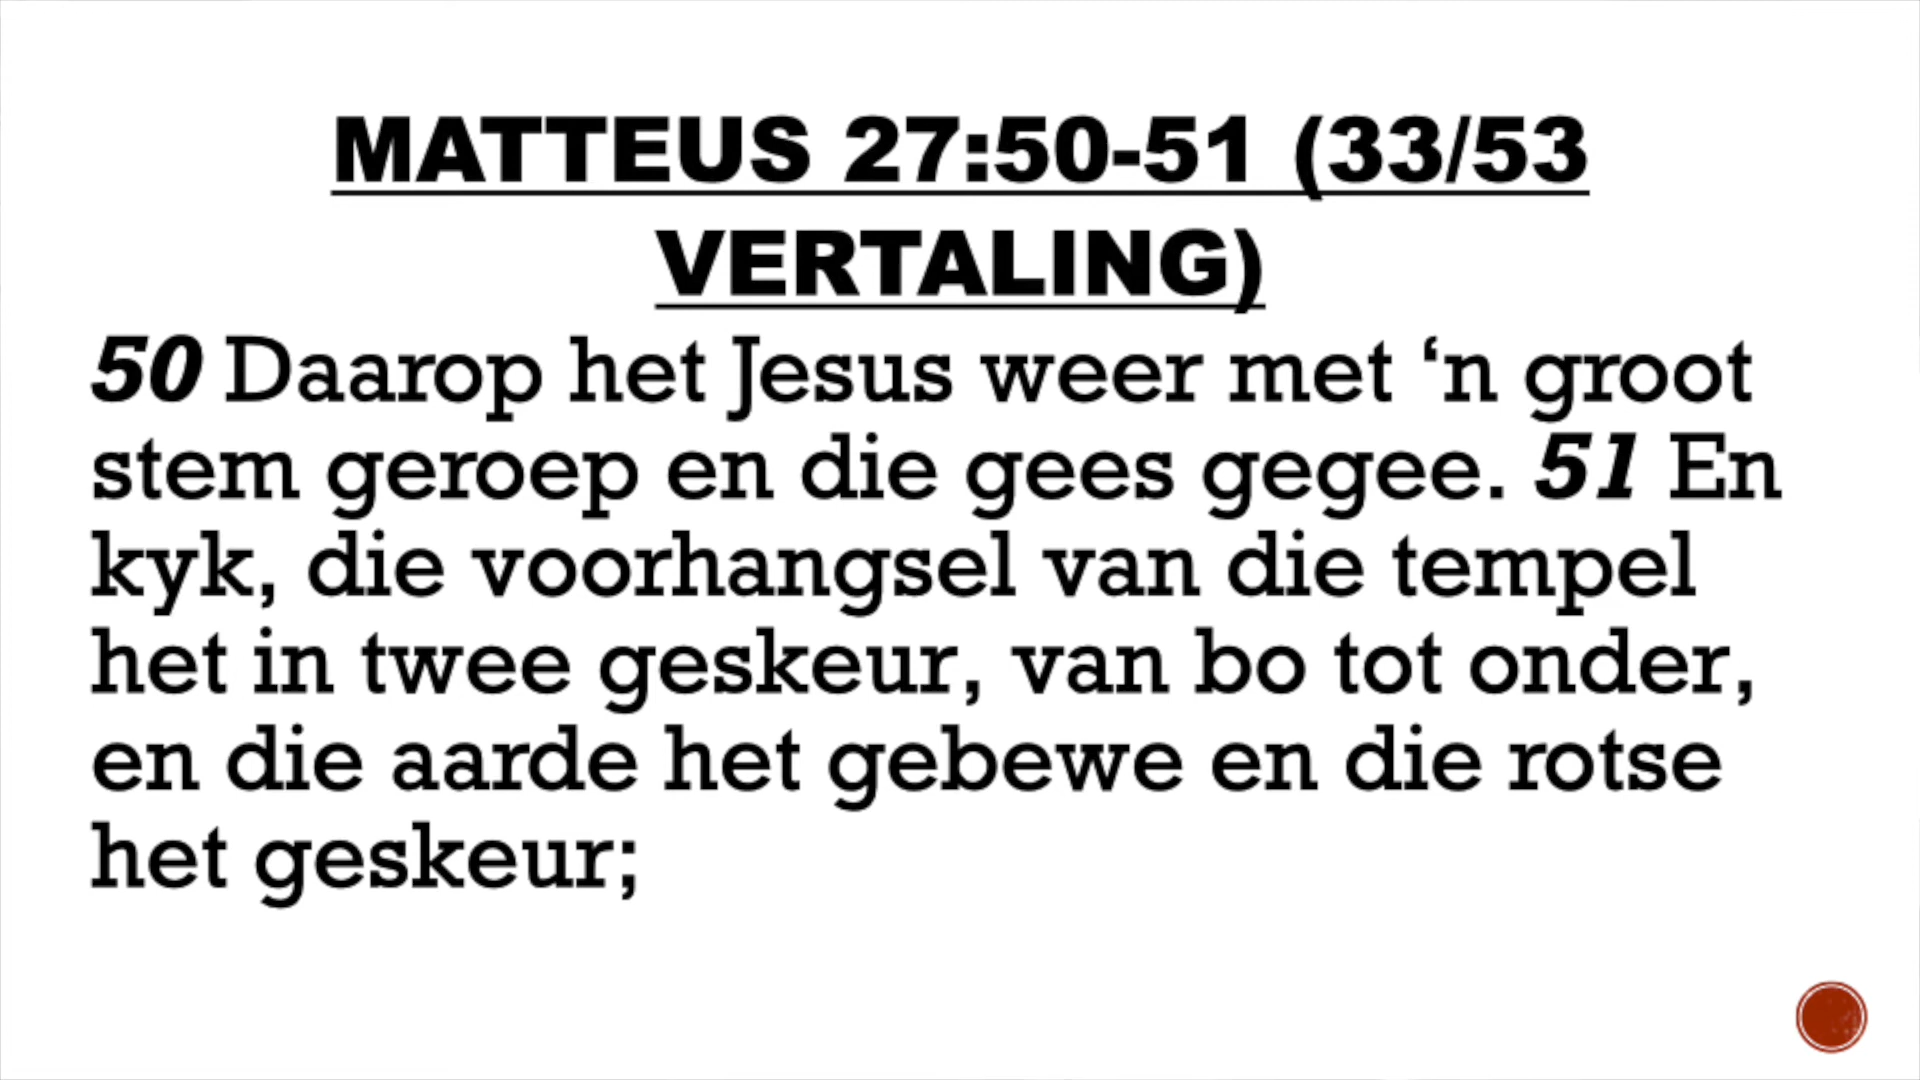 MATTEUS 27:50-51 (33/53
VERTALING)
50 Daarop het Jesus weer met ‘n groot
stem geroep en die gees gegee. 51 En
kyk, die voorhangsel van die tempel
het in twee geskeur, van bo tot onder,
en die aarde het gebewe en die rotse
het geskeur;